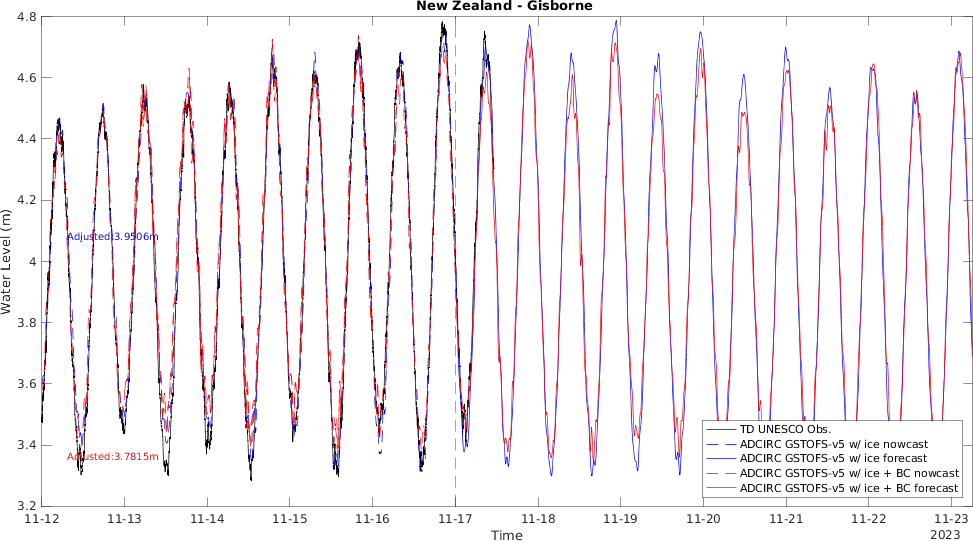 New Zealand - Gisborne
4.8
4.6
4.4
4.2
4
3.8
3.6
3.4
3.2
Water Level (m)
Adjusted:3.9506m
Adjusted:3.7815m
TD UNESCO Obs.
ADCIRC GSTOFS-v5 w/ ice nowcast
ADCIRC GSTOFS-v5 w/ ice forecast
ADCIRC GSTOFS-v5 w/ ice + BC nowcast
ADCIRC GSTOFS-v5 w/ ice + BC forecast
11-12 11-13 11-14 11-15 11-16 11-17 11-18 11-19 11-20 11-21 11-22 11-23
Time
2023